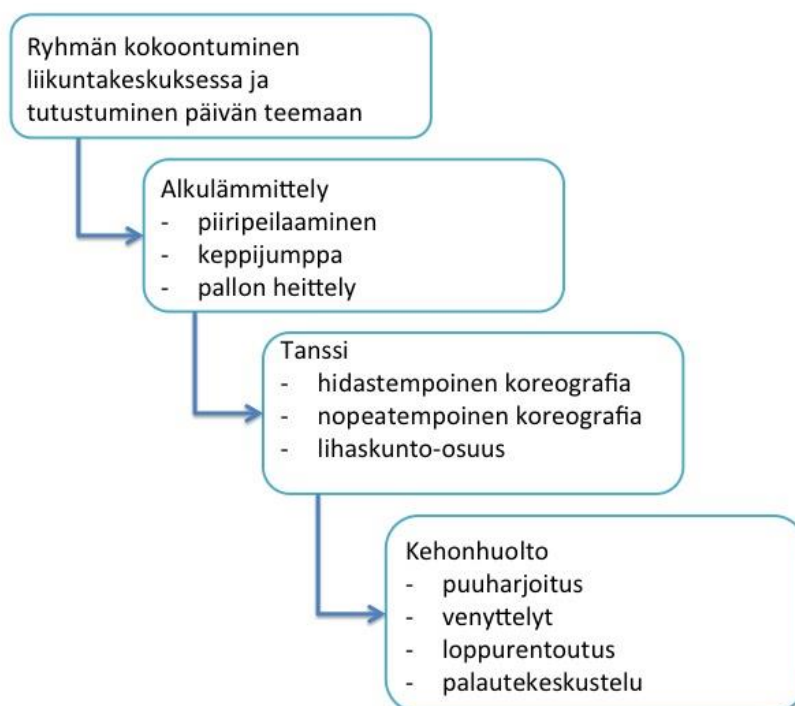 Ryhmän kokoontuminen
liikuntakeskuksessa ja
tutustuminen päivän teemaan
Alkulämmittely
- piiripeilaaminen
- keppijumppa
- pallon heittely
Tanssi
- hidastempoinen koreografia
- nopeatempoinen koreografia
- lihaskunto-osuus
Kehonhuolto
- puuharjoitus
- venyttelyt
- loppurentoutus
- palautekeskustelu